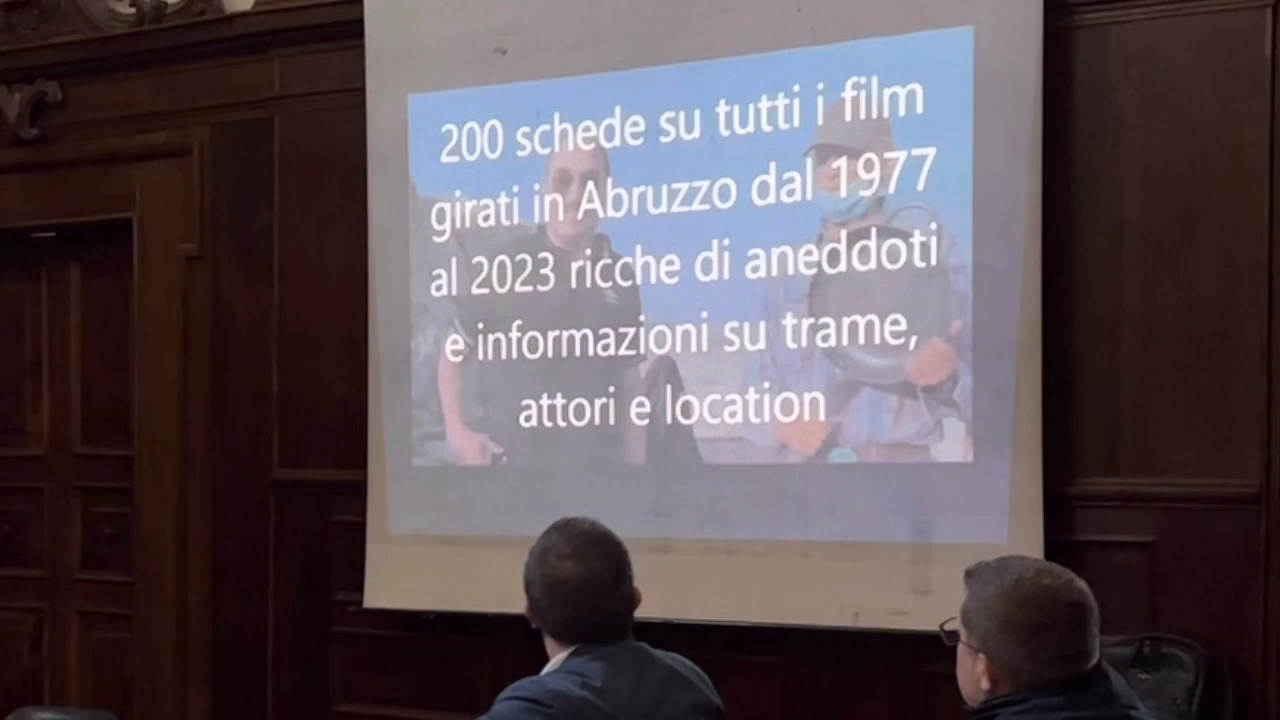 200 schede su tutti i film
girati in Abruzzo dal 1977
al 2023 ricche di aneddoti
e informazioni su trame,
attori e location